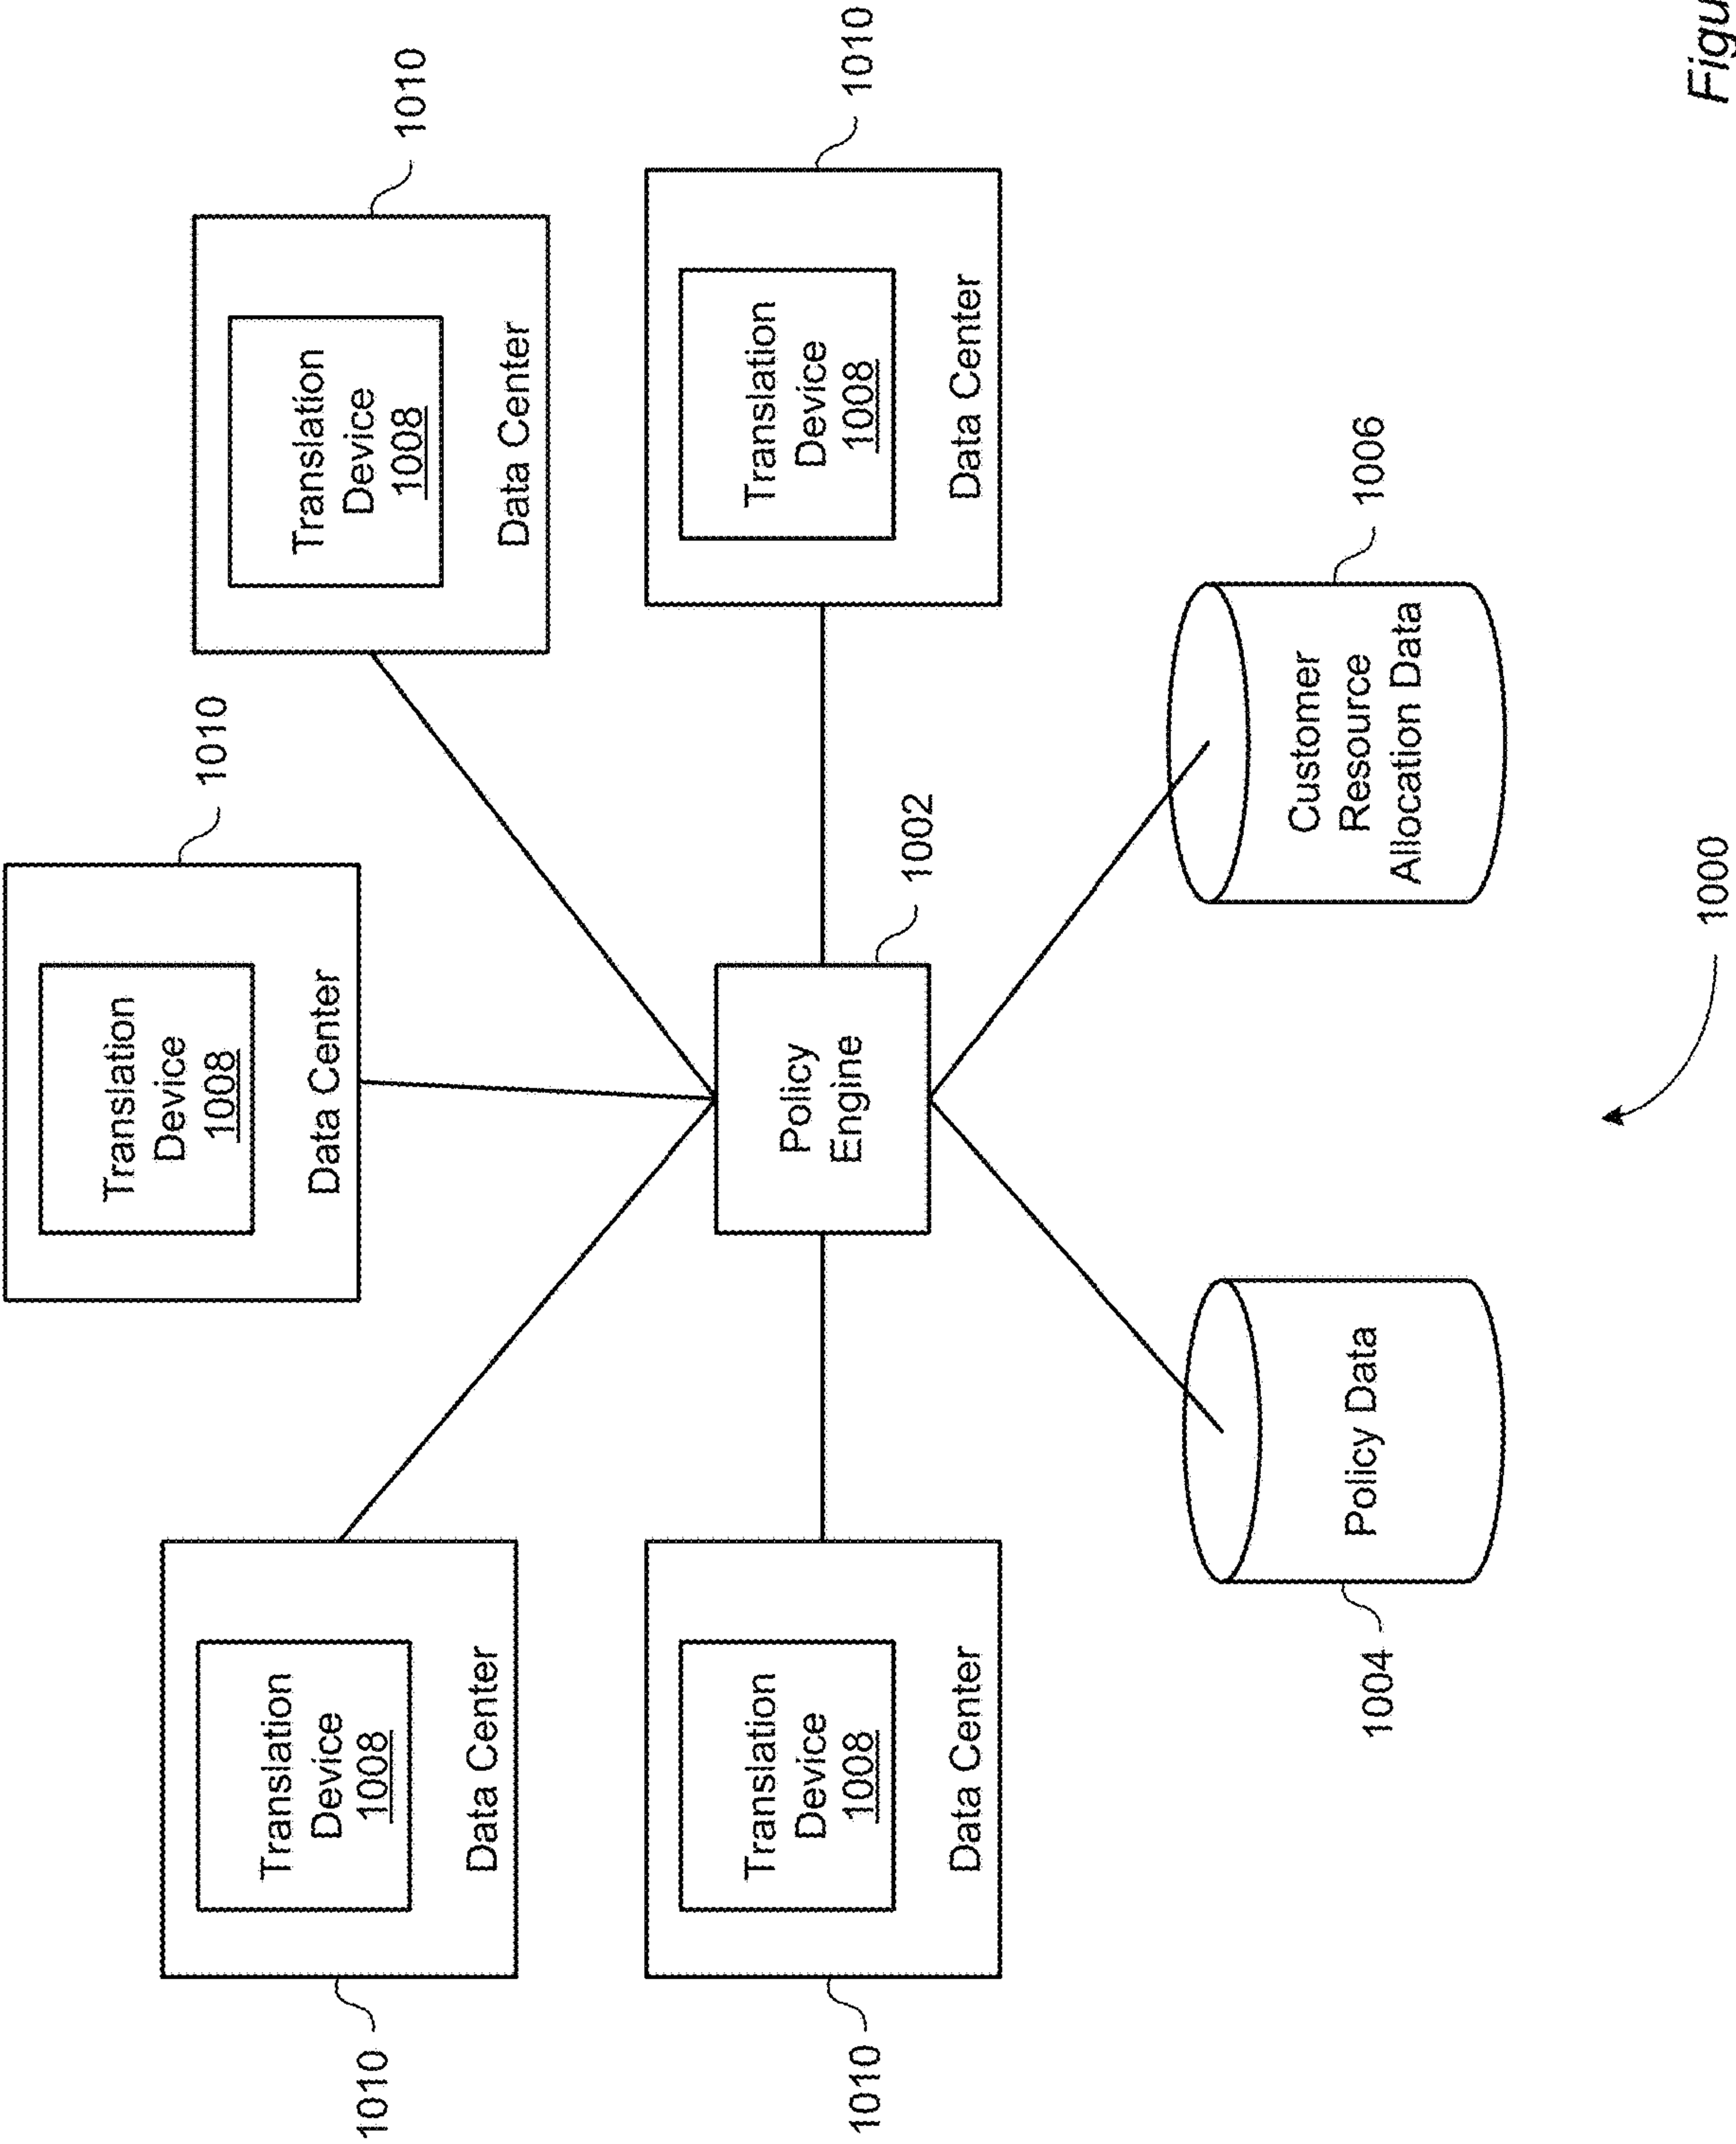 Translation
Device
1008
Data Center
1010
Translation
Device
1008
Data Center
1010
Translation
Device
1008
Data Center
1010
Translation
Device
1008
Data Center
1010
Policy
Engine
1002
Translation
Device
1008
Data Center
1010
Policy Data
1004
Customer
Resource
Allocation Data
1006
1000
Figu